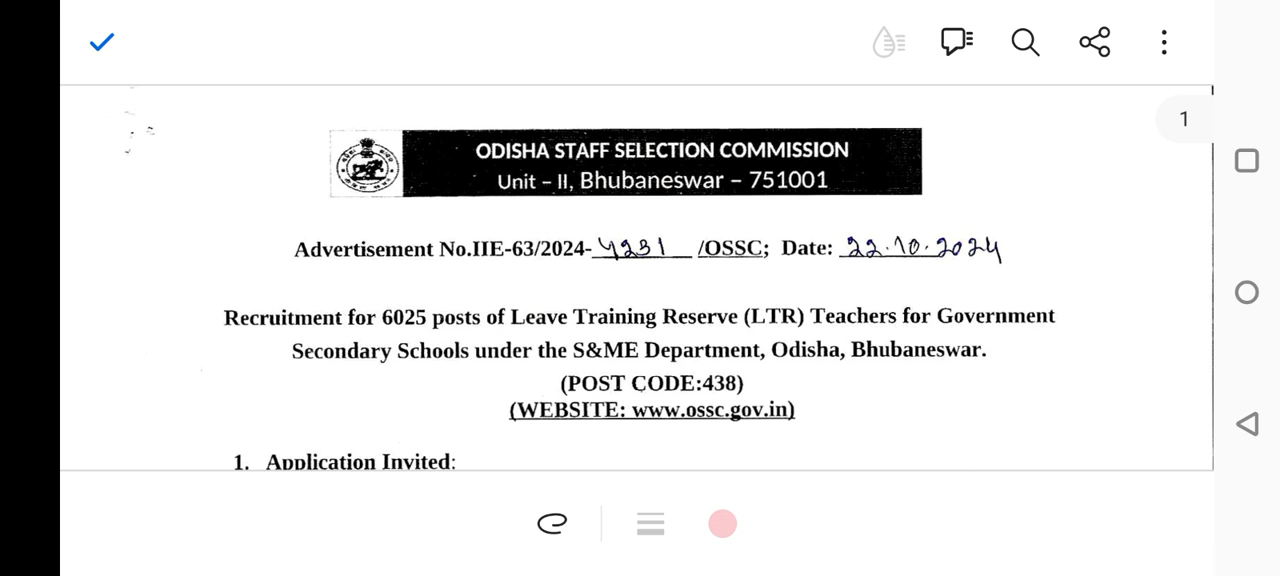 1
ODISHA STAFF SELECTION COMMISSION
Unit – II, Bhubaneswar – 751001
Advertisement No.IIE-63/2024-4231 /OSSC; Date: 22.10.2024
Recruitment for 6025 posts of Leave Training Reserve (LTR) Teachers for Government
Secondary Schools under the S&ME Department, Odisha, Bhubaneswar.
(POST CODE:438)
(WEBSITE: www.ossc.gov.in)
1. Application Invited: